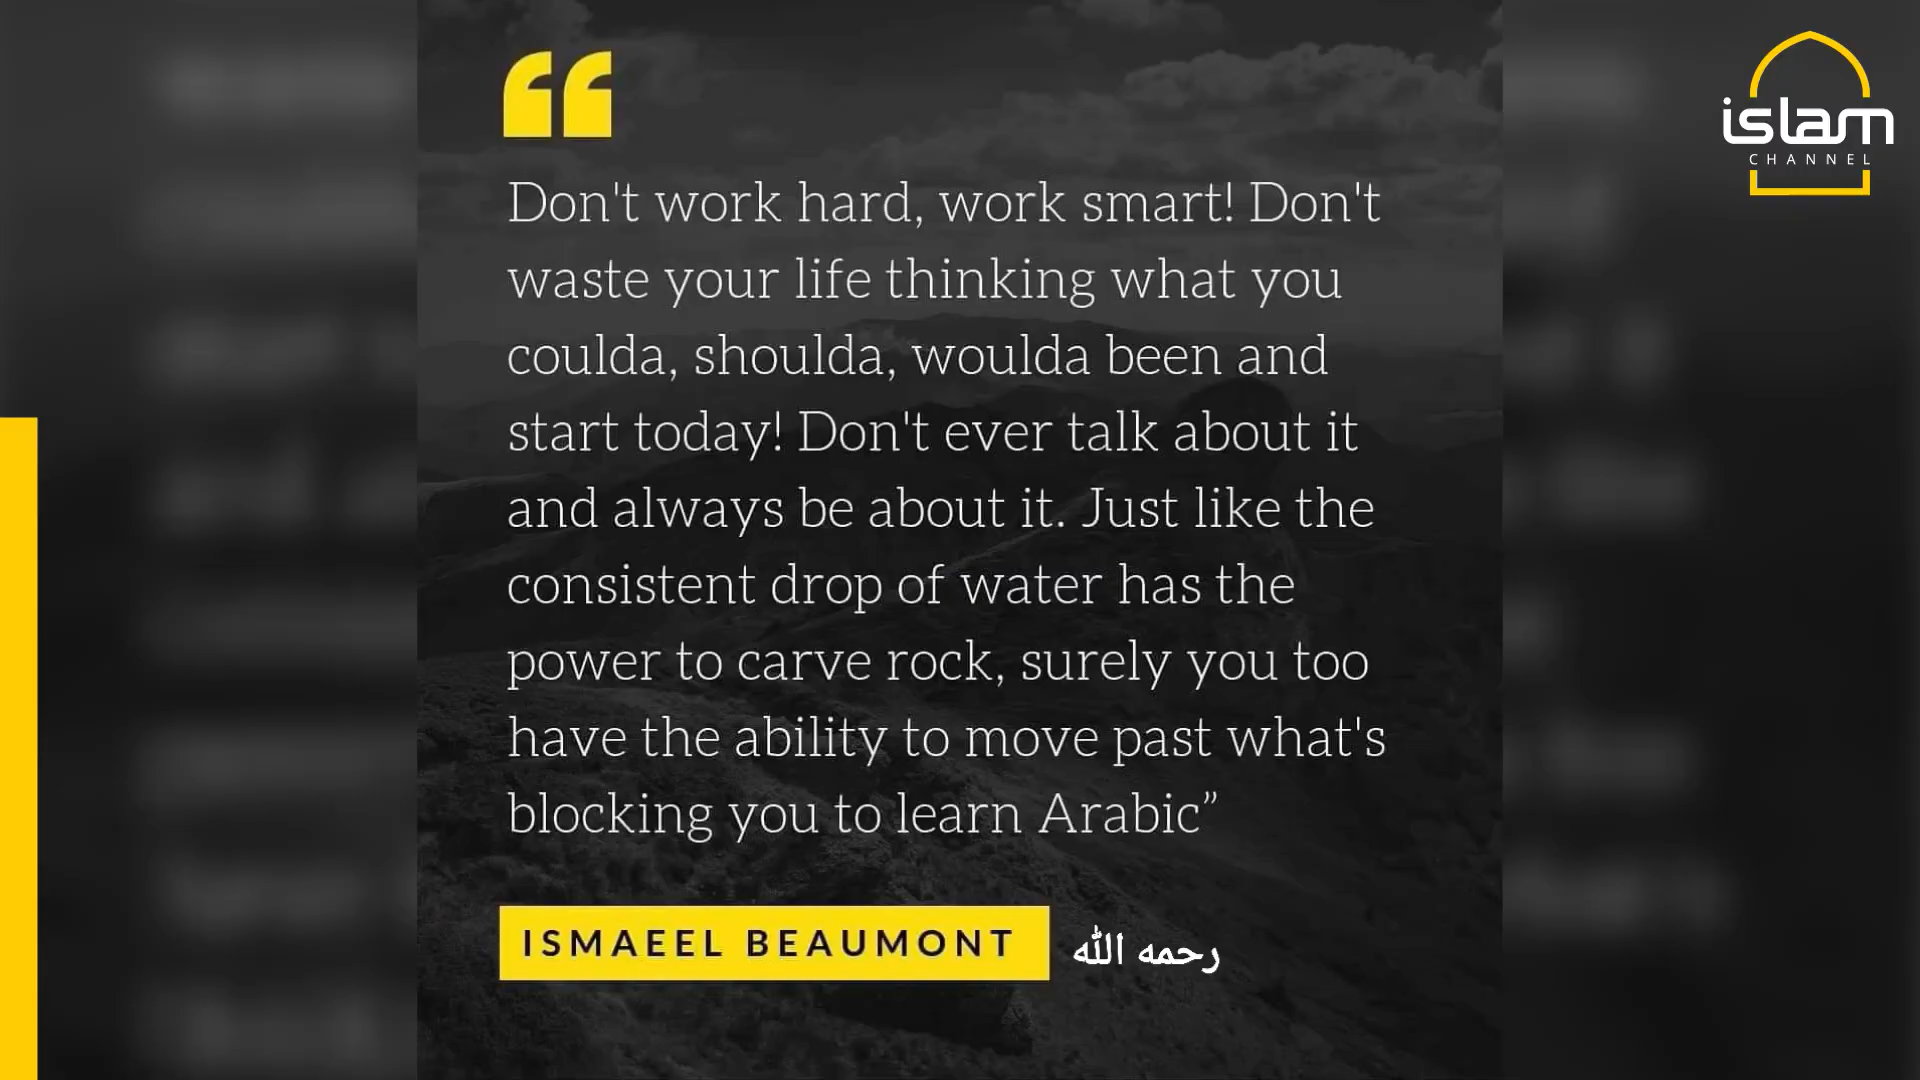 islam
CHANNEL
Don't work hard, work smart! Don't
waste your life thinking what you
coulda, shoulda, woulda been and
start today! Don't ever talk about it
and always be about it. Just like the
consistent drop of water has the
power to carve rock, surely you too
have the ability to move past what's
blocking you to learn Arabic”
ISMAEEL BEAUMONT رحمه الله